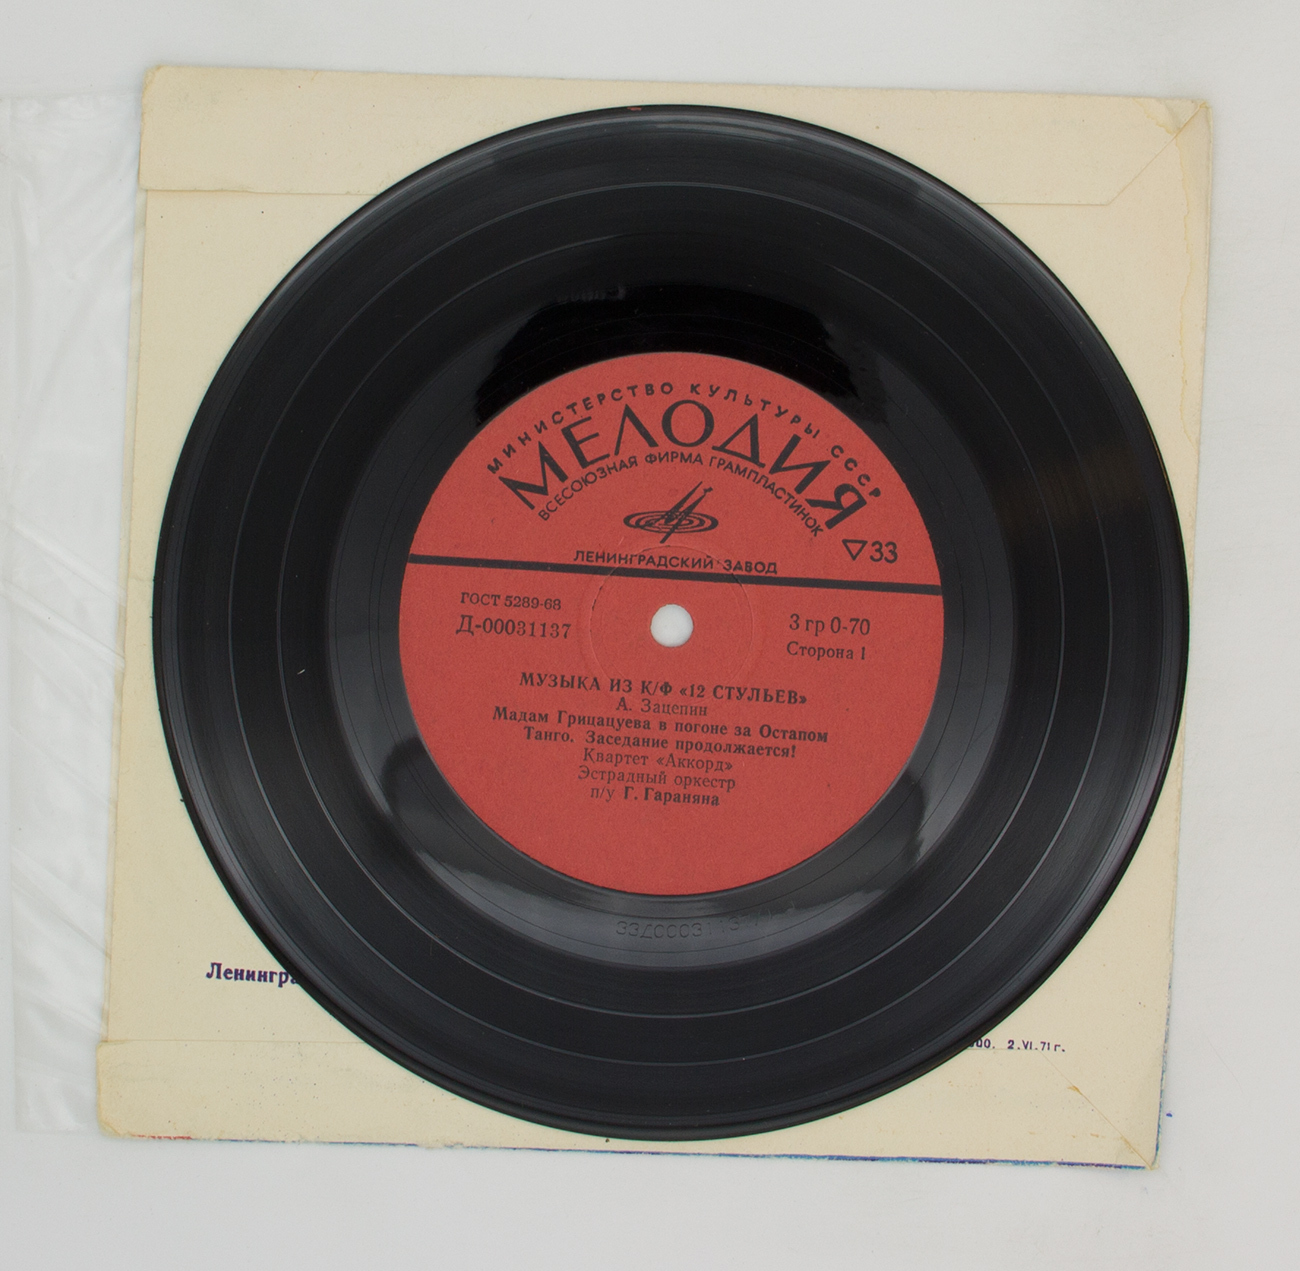 МИНИСТЕРСТВО КУЛЬТУРЫ СССР
МЕЛОДИЯ
ВСЕСОЮЗНАЯ ФИРМА ГРАМПЛАСТИНОК
ЛЕНИНГРАДСКИЙ ЗАВОД
▽33
ГОСТ 5289-68
Д-00031137
3 гр 0-70
Сторона 1
МУЗЫКА ИЗ К/Ф «12 СТУЛЬЕВ»
А. Зацепин
Мадам Грицацуева в погоне за Остапом
Танго. Заседание продолжается!
Квартет «Аккорд»
Эстрадный оркестр
п/у Г. Гараняна
2.VI.71г.